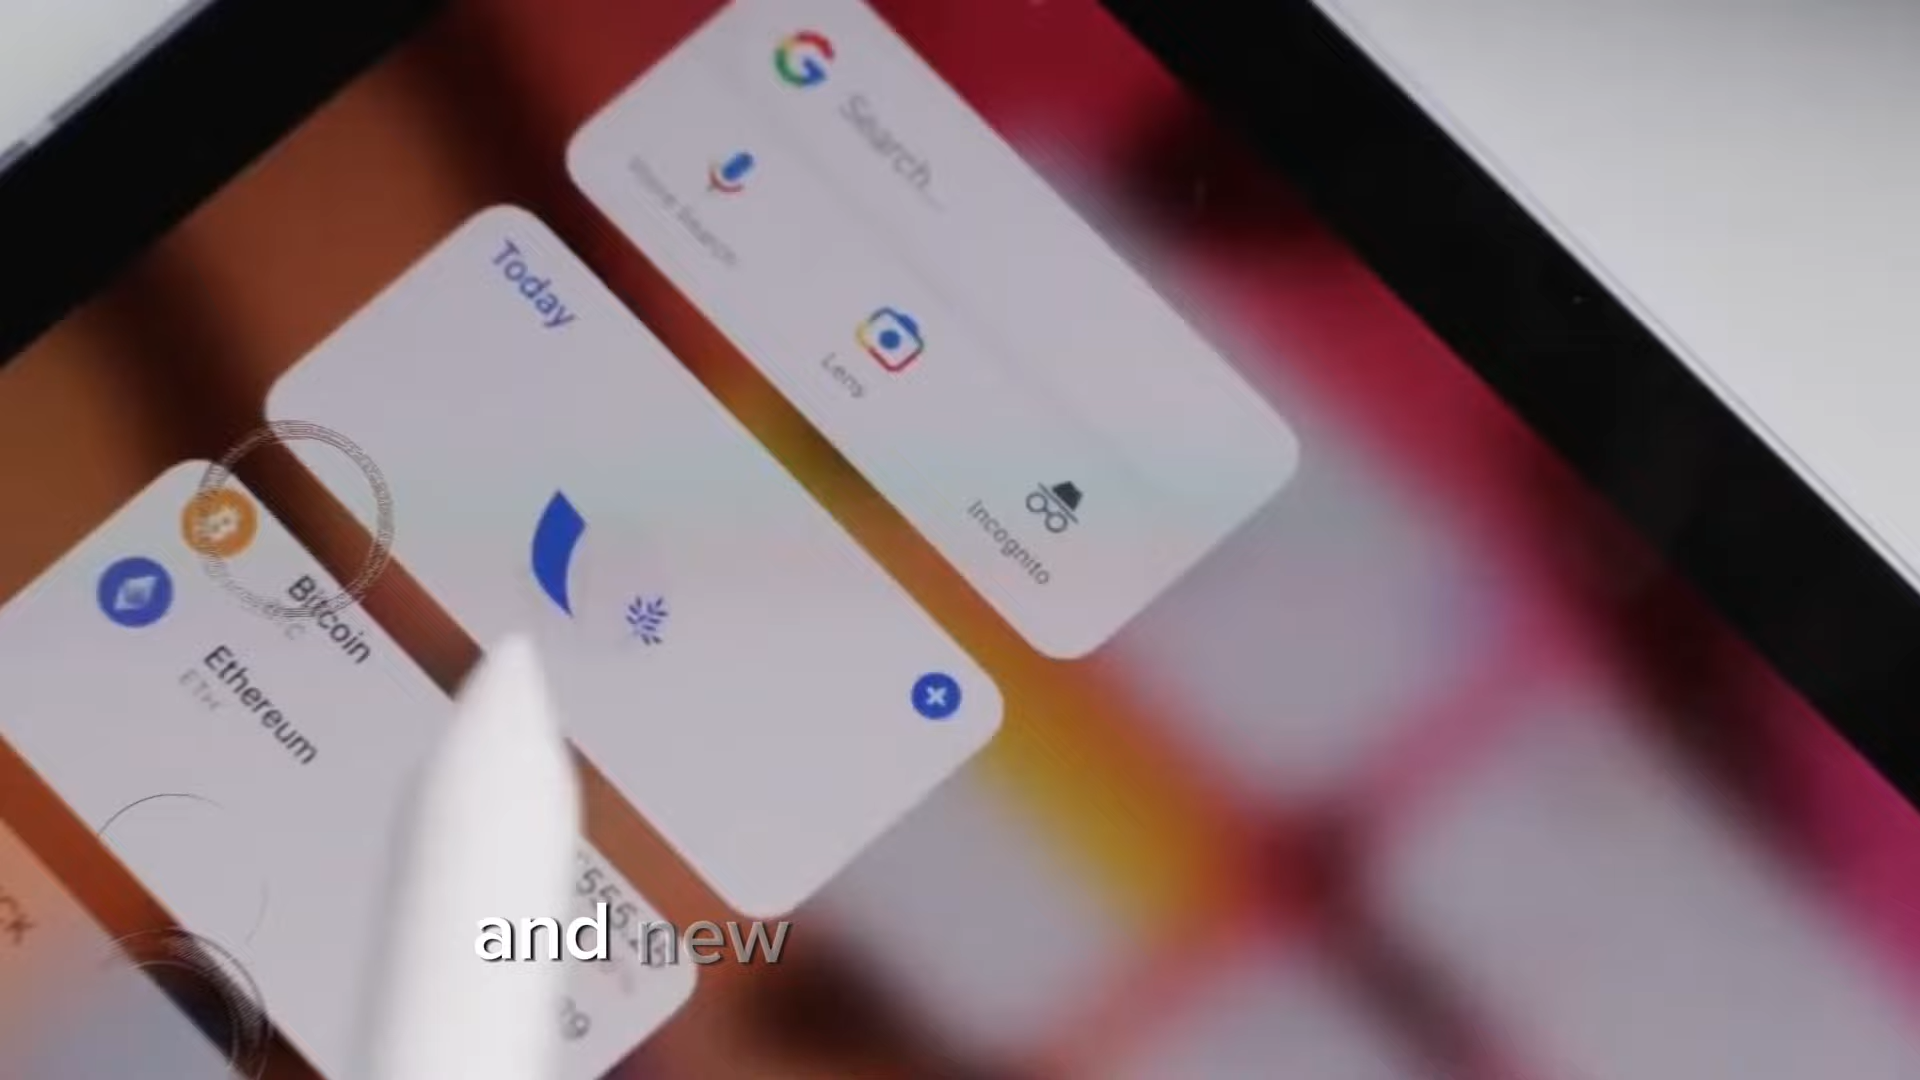 Search...
Voice Search
Lens
Incognito
Today
Bitcoin
Ethereum
ETH
and new